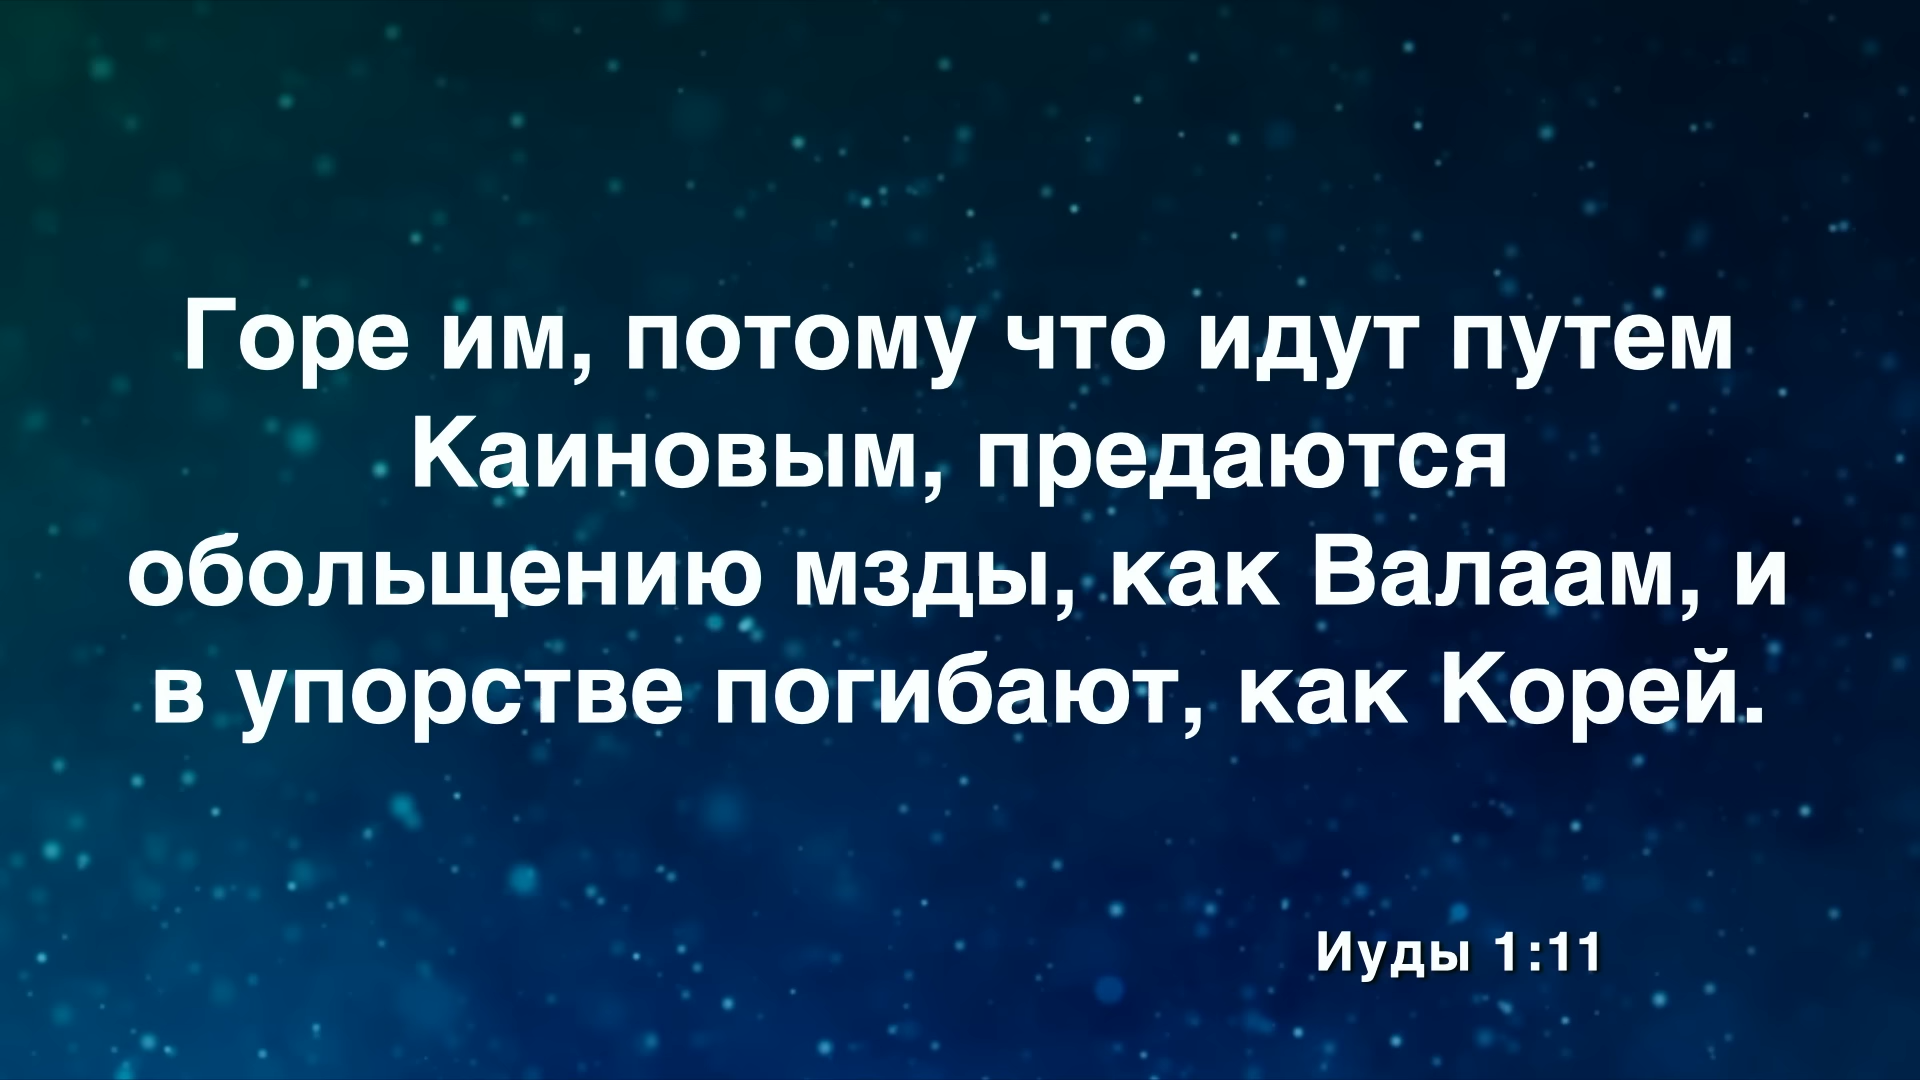 Горе им, потому что идут путем
Каиновым, предаются
обольщению мзды, как Валаам, и
в упорстве погибают, как Корей.
Иуды 1:11